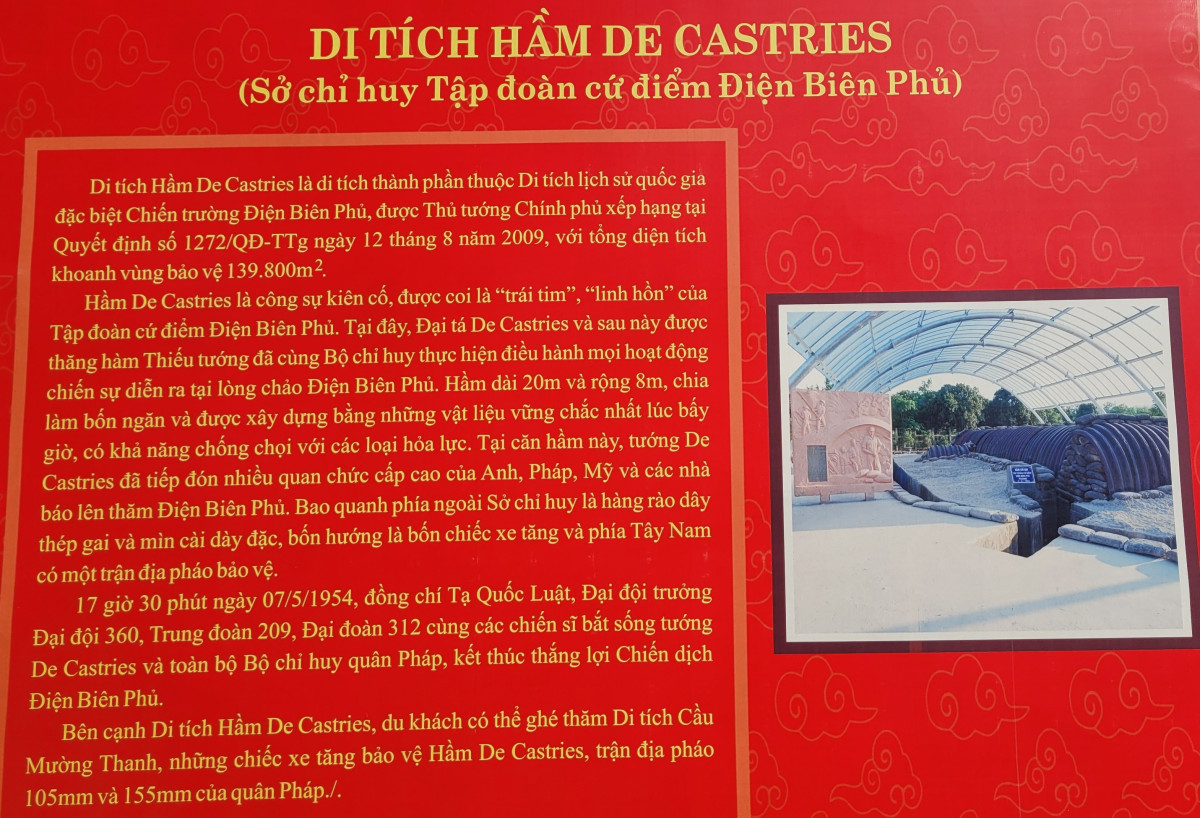 DI TÍCH HẦM DE CASTRIES
(Sở chỉ huy Tập đoàn cứ điểm Điện Biên Phủ)
Di tích Hầm De Castries là di tích thành phần thuộc Di tích lịch sử quốc gia
đặc biệt Chiến trường Điện Biên Phủ, được Thủ tướng Chính phủ xếp hạng tại
Quyết định số 1272/QĐ-TTg ngày 12 tháng 8 năm 2009, với tổng diện tích
khoanh vùng bảo vệ 139.800m².
Hầm De Castries là công sự kiên cố, được coi là “trái tim”, “linh hồn” của
Tập đoàn cứ điểm Điện Biên Phủ. Tại đây, Đại tá De Castries và sau này được
thăng hàm Thiếu tướng đã cùng Bộ chỉ huy thực hiện điều hành mọi hoạt động
chiến sự diễn ra tại lòng chảo Điện Biên Phủ. Hầm dài 20m và rộng 8m, chia
làm bốn ngăn và được xây dựng bằng những vật liệu vững chắc nhất lúc bấy
giờ, có khả năng chống chọi với các loại hỏa lực. Tại căn hầm này, tướng De
Castries đã tiếp đón nhiều quan chức cấp cao của Anh, Pháp, Mỹ và các nhà
báo lên thăm Điện Biên Phủ. Bao quanh phía ngoài Sở chỉ huy là hàng rào dây
thép gai và mìn cài dày đặc, bốn hướng là bốn chiếc xe tăng và phía Tây Nam
có một trận địa pháo bảo vệ.
17 giờ 30 phút ngày 07/5/1954, đồng chí Tạ Quốc Luật, Đại đội trưởng
Đại đội 360, Trung đoàn 209, Đại đoàn 312 cùng các chiến sĩ bắt sống tướng
De Castries và toàn bộ Bộ chỉ huy quân Pháp, kết thúc thắng lợi Chiến dịch
Điện Biên Phủ.
Bên cạnh Di tích Hầm De Castries, du khách có thể ghé thăm Di tích Cầu
Mường Thanh, những chiếc xe tăng bảo vệ Hầm De Castries, trận địa pháo
105mm và 155mm của quân Pháp./.